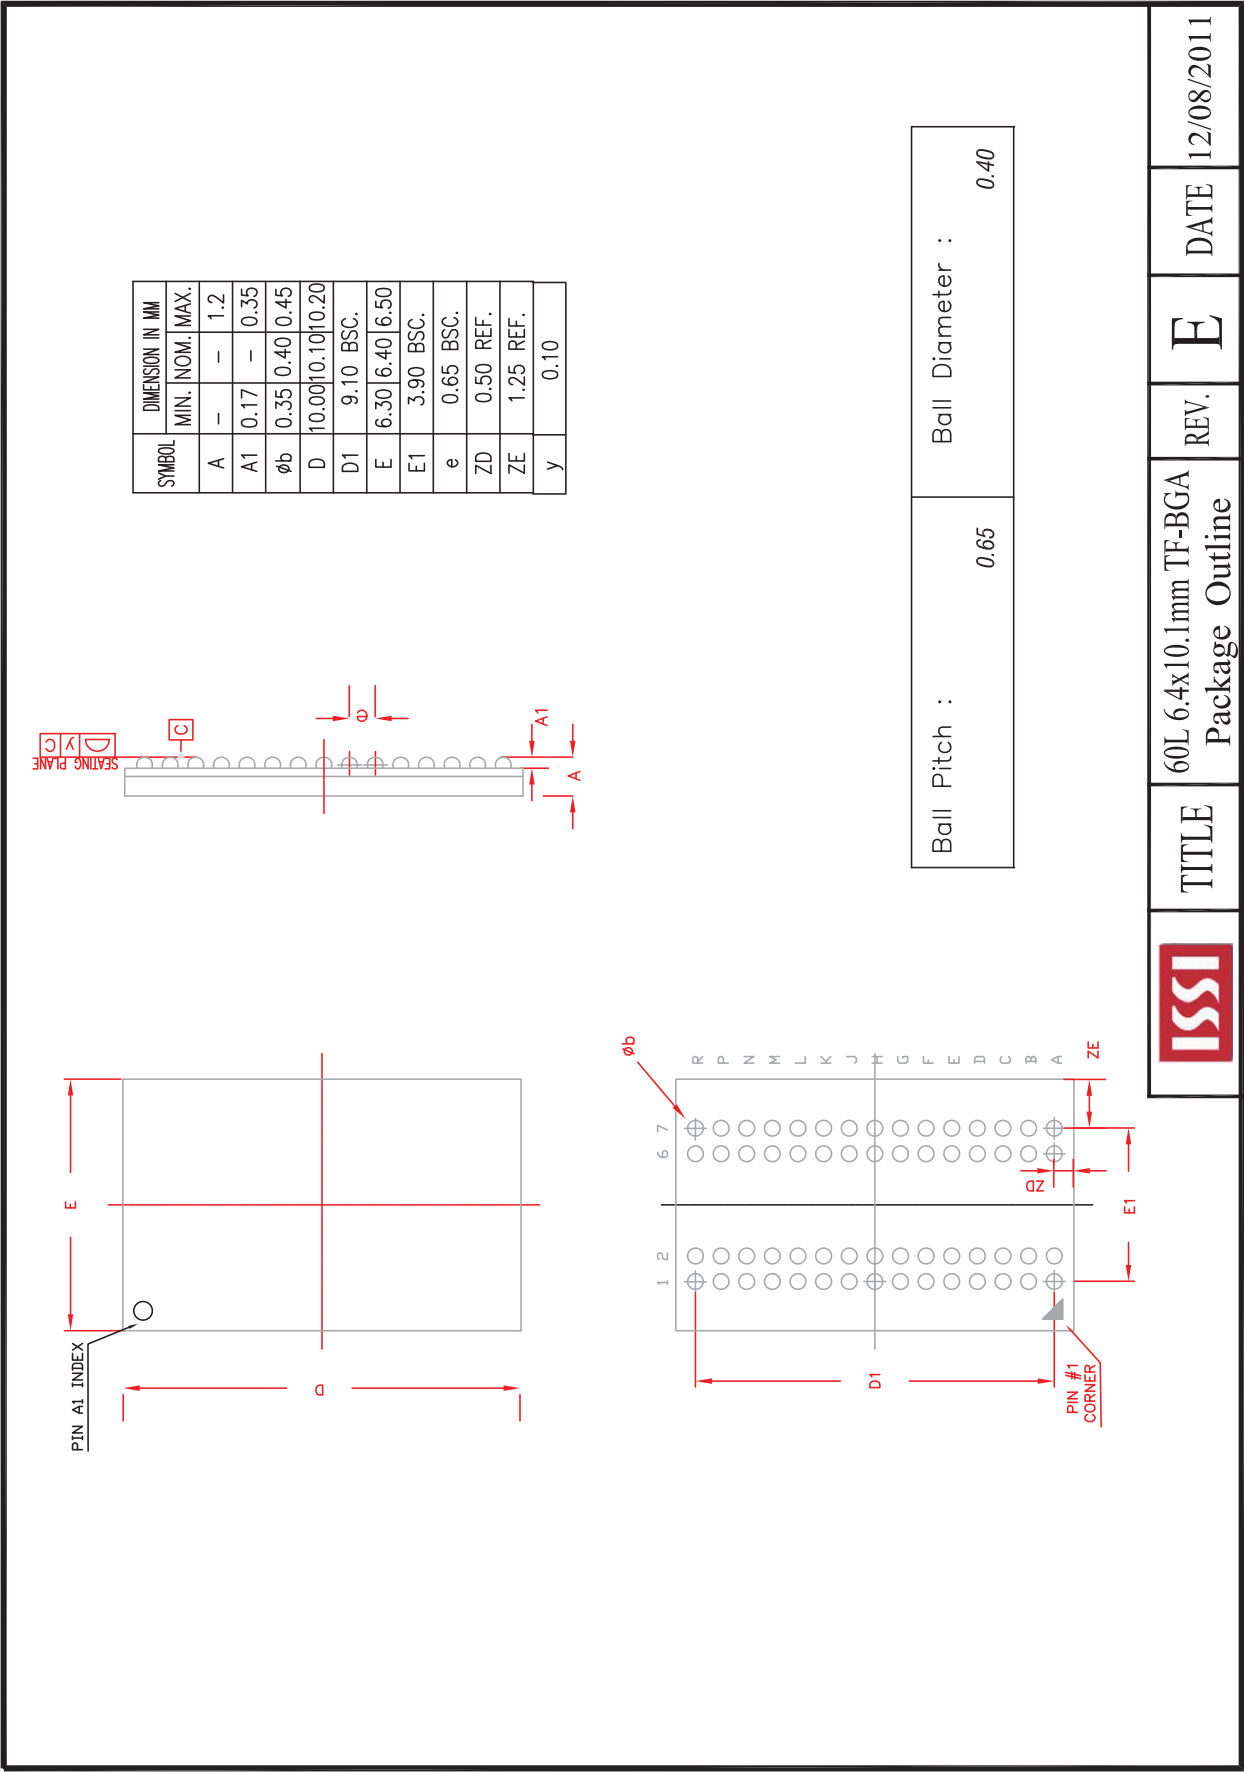 PIN A1 INDEX
E
D
SEATING PLANE
y C
C
e
A1
A
SYMBOL DIMENSION IN MM
MIN. NOM. MAX.
A – – 1.2
A1 0.17 – 0.35
øb 0.35 0.40 0.45
D 10.00 10.10 10.20
D1 9.10 BSC.
E 6.30 6.40 6.50
E1 3.90 BSC.
e 0.65 BSC.
ZD 0.50 REF.
ZE 1.25 REF.
y 0.10
1 2 6 7
øb
R
P
N
M
L
K
J
H
G
F
E
D
C
B
A
D1
ZD
ZE
E1
PIN #1
CORNER
Ball Pitch : Ball Diameter :
0.65 0.40
ISSI
TITLE
60L 6.4x10.1mm TF-BGA
Package Outline
REV. E DATE 12/08/2011